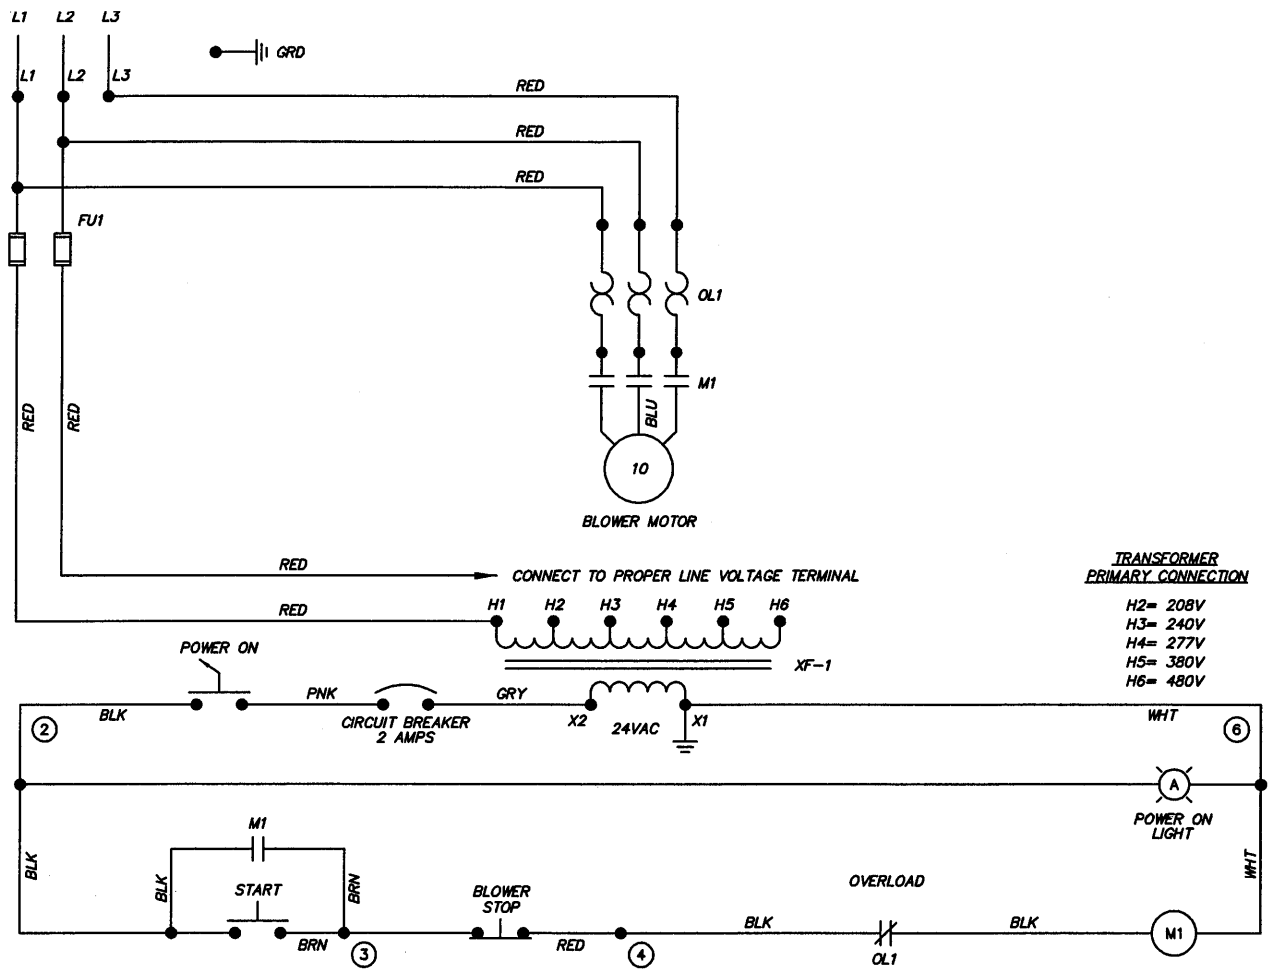 L1 L2 L3
GRD
L1 L2 L3
RED
RED
RED
FU1
OL1
M1
RED
RED
BLU
10
BLOWER MOTOR
RED
CONNECT TO PROPER LINE VOLTAGE TERMINAL
RED
H1 H2 H3 H4 H5 H6
TRANSFORMER
PRIMARY CONNECTION
H2= 208V
H3= 240V
H4= 277V
H5= 380V
H6= 480V
XF-1
POWER ON
BLK
PNK
CIRCUIT BREAKER
2 AMPS
GRY
X2
24VAC
X1
WHT
2
6
A
POWER ON
LIGHT
BLK
M1
BLK
START
BRN
BRN
3
BLOWER
STOP
RED
4
BLK
OVERLOAD
OL1
BLK
M1
WHT